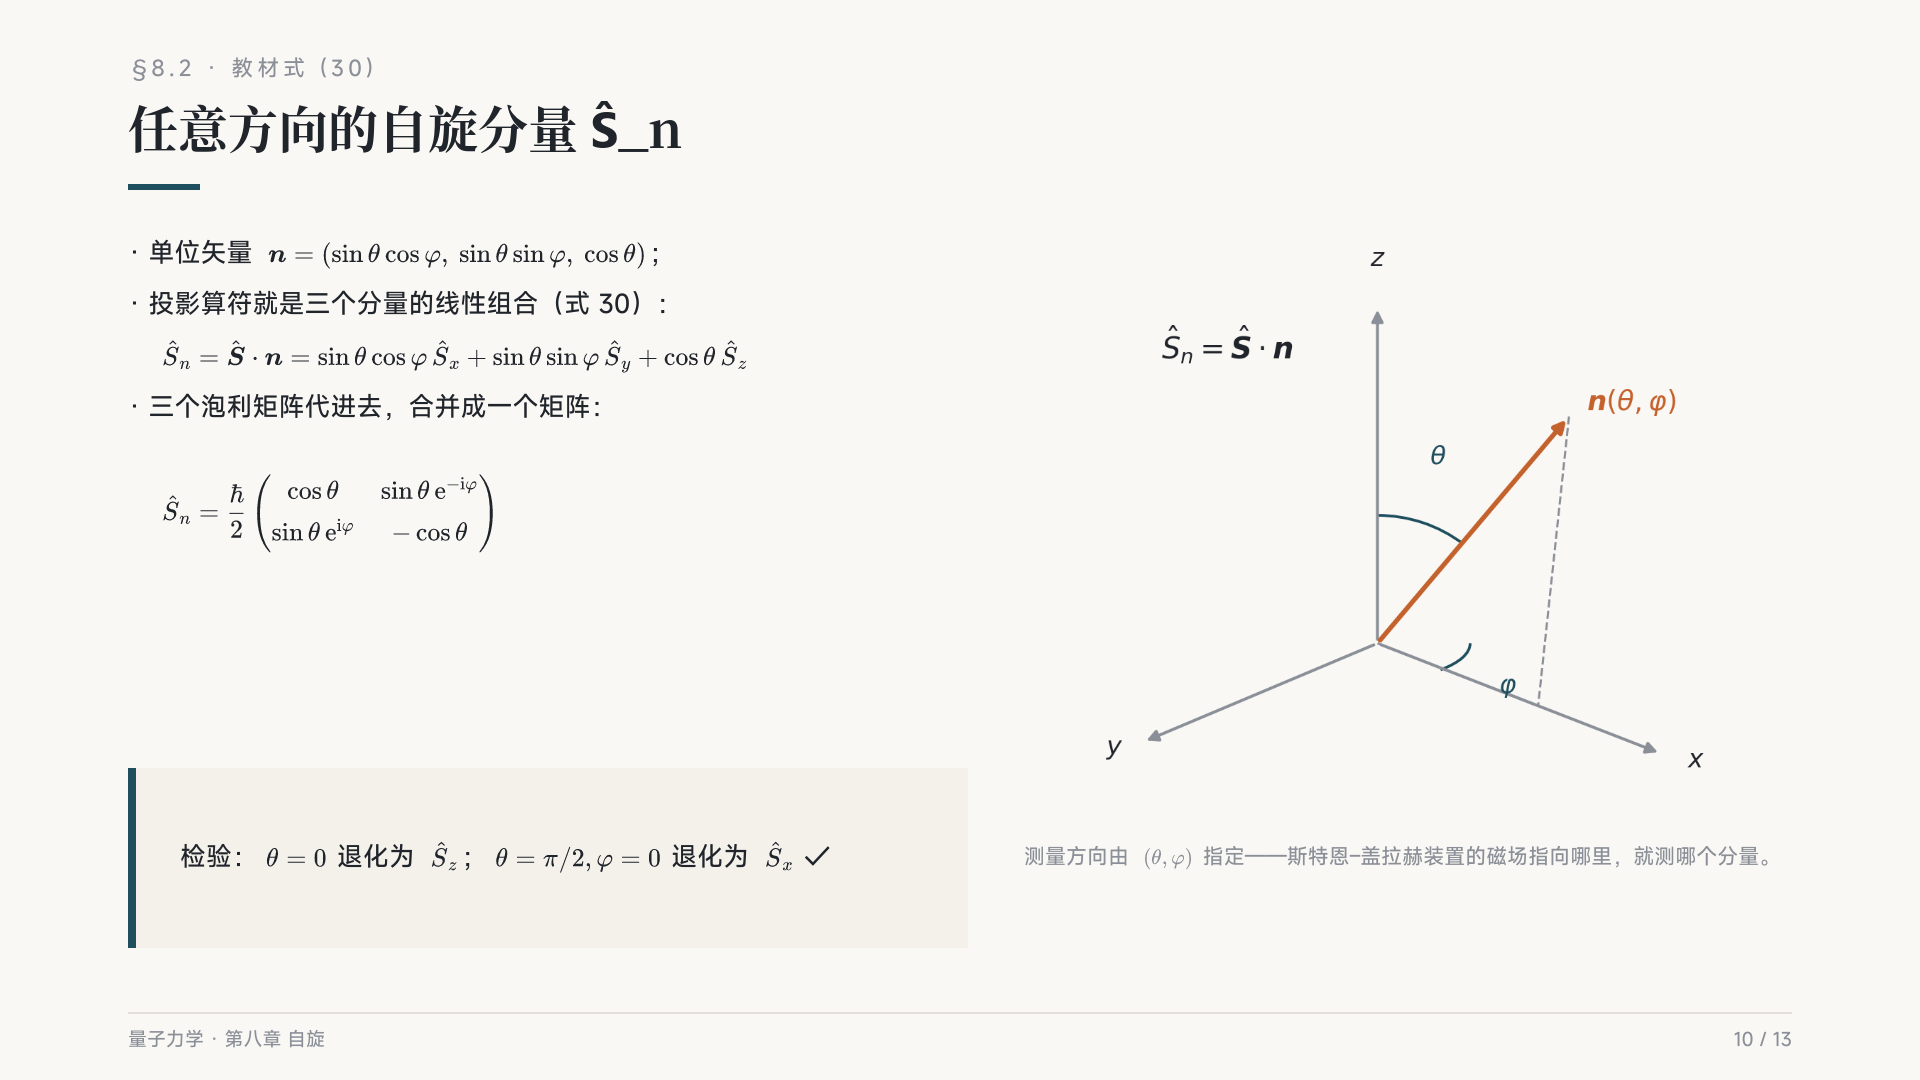 §8.2 · 教材式（30）
任意方向的自旋分量 Ŝ_n
· 单位矢量 n = (sin θ cos φ, sin θ sin φ, cos θ)；
· 投影算符就是三个分量的线性组合（式 30）：
Ŝₙ = Ŝ · n = sin θ cos φ Ŝₓ + sin θ sin φ Ŝ_y + cos θ Ŝ_z
· 三个泡利矩阵代进去，合并成一个矩阵：
Ŝₙ = ħ/2 ( cos θ  sin θ e^{−iφ}
sin θ e^{iφ}  − cos θ )
检验： θ = 0 退化为 Ŝ_z； θ = π/2, φ = 0 退化为 Ŝₓ ✓
z
Ŝₙ = Ŝ · n
n(θ, φ)
θ
φ
y
x
测量方向由 (θ, φ) 指定——斯特恩–盖拉赫装置的磁场指向哪里，就测哪个分量。
量子力学 · 第八章 自旋
10 / 13